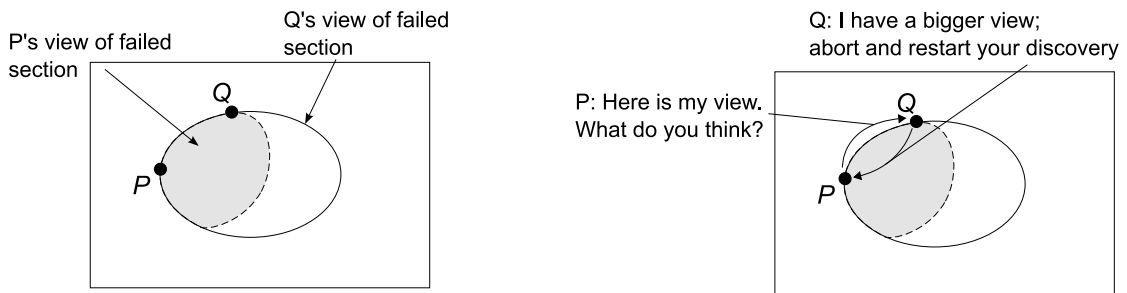 P's view of failed
section
Q's view of failed
section
Q
P
Q: I have a bigger view;
abort and restart your discovery
P: Here is my view.
What do you think?
Q
P